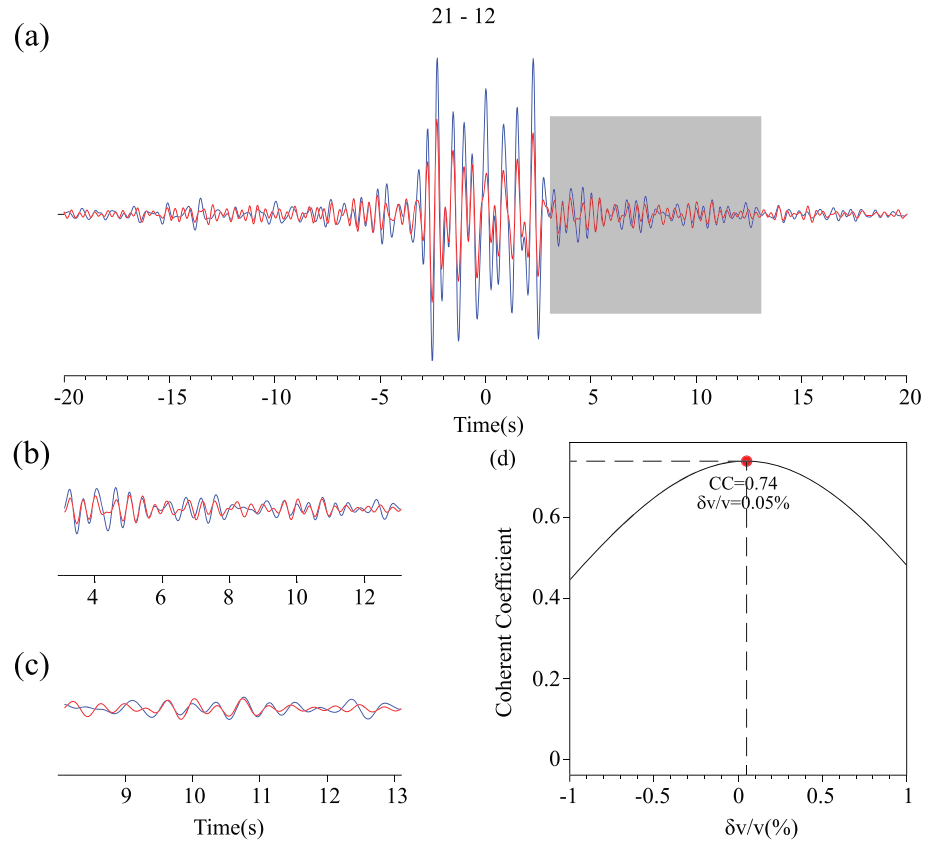 21 - 12
(a)
-20 -15 -10 -5 0 5 10 15 20
Time(s)
(b)
4 6 8 10 12
(c)
9 10 11 12 13
Time(s)
(d)
CC=0.74
δv/v=0.05%
0.6
0.4
0.2
0
Coherent Coefficient
-1 -0.5 0 0.5 1
δv/v(%)